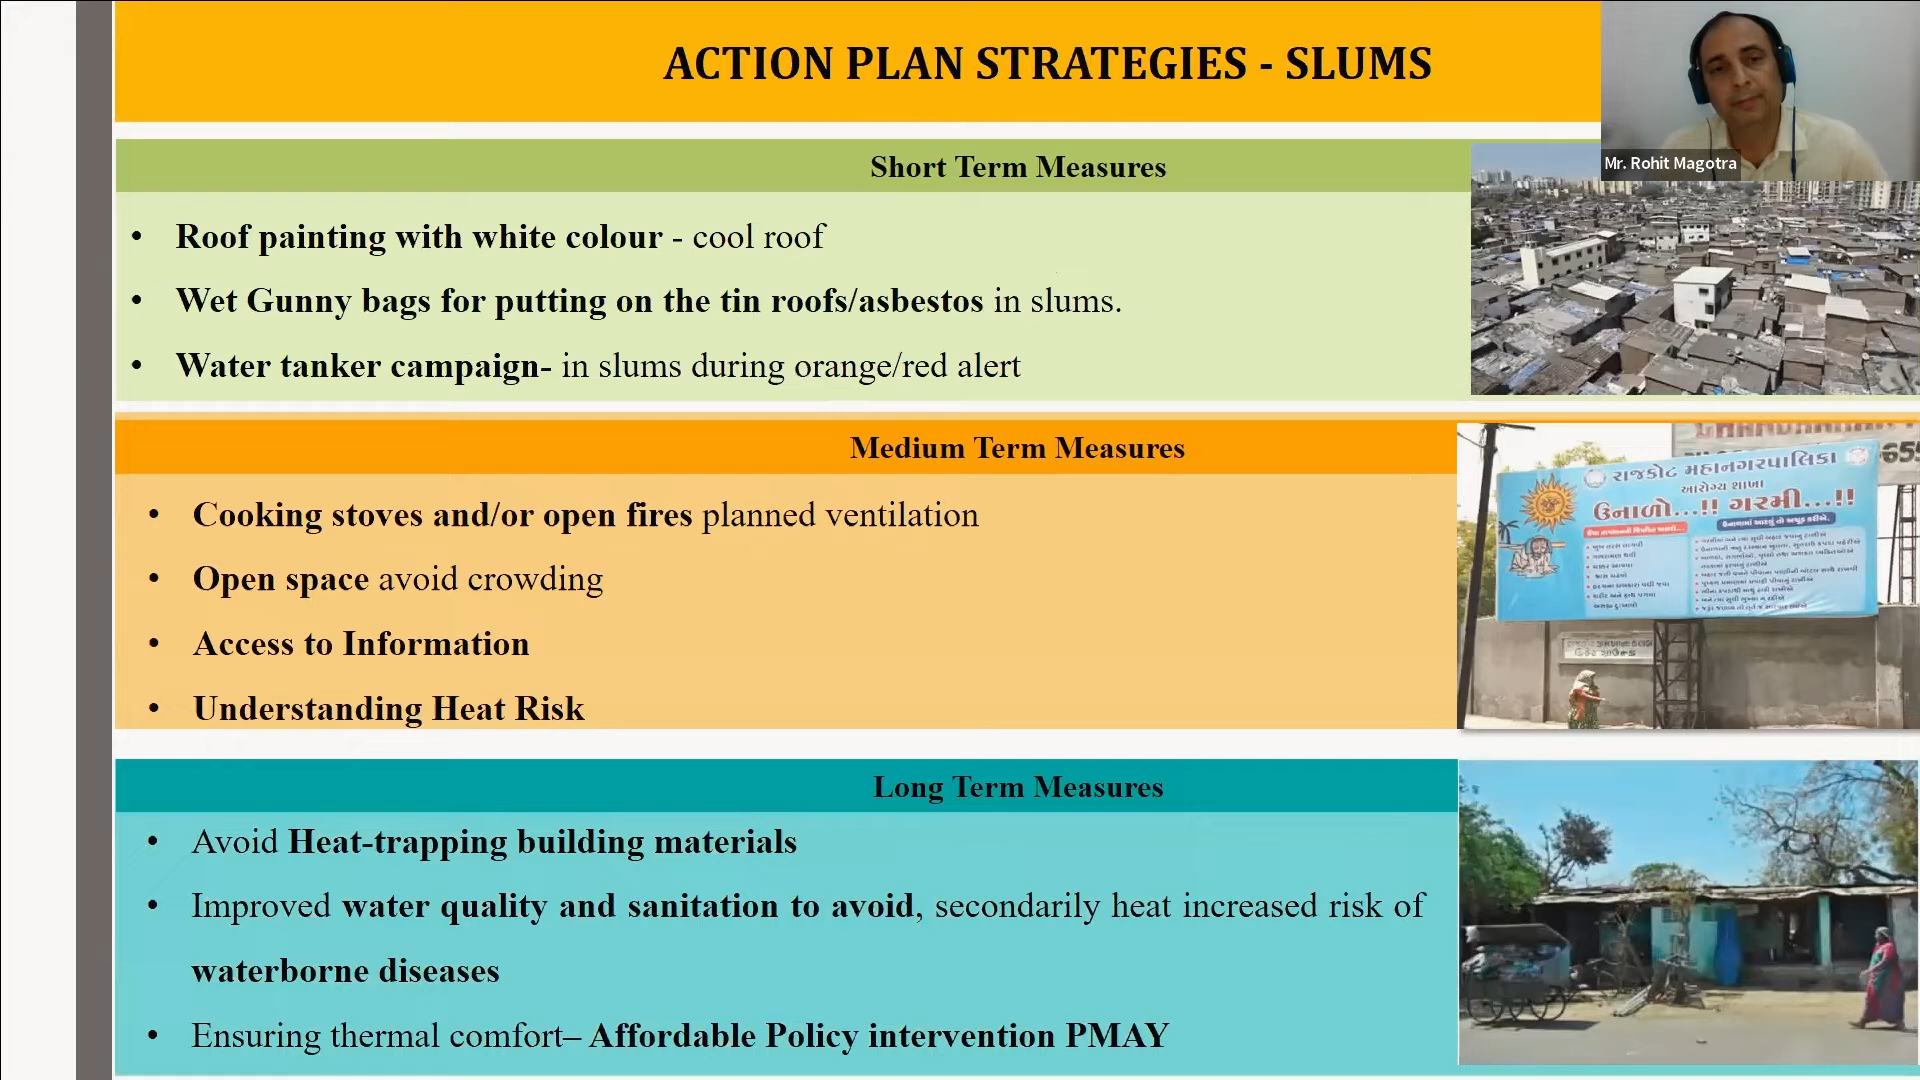 ACTION PLAN STRATEGIES - SLUMS
Mr. Rohit Magotra
Short Term Measures
• Roof painting with white colour - cool roof
• Wet Gunny bags for putting on the tin roofs/asbestos in slums.
• Water tanker campaign- in slums during orange/red alert
Medium Term Measures
• Cooking stoves and/or open fires planned ventilation
• Open space avoid crowding
• Access to Information
• Understanding Heat Risk
655
રાજકોટ મહાનગરપાલિકા
આરોગ્ય શાખા
ઉનાળો...!! ગરમી...!!
Long Term Measures
• Avoid Heat-trapping building materials
• Improved water quality and sanitation to avoid, secondarily heat increased risk of
waterborne diseases
• Ensuring thermal comfort– Affordable Policy intervention PMAY